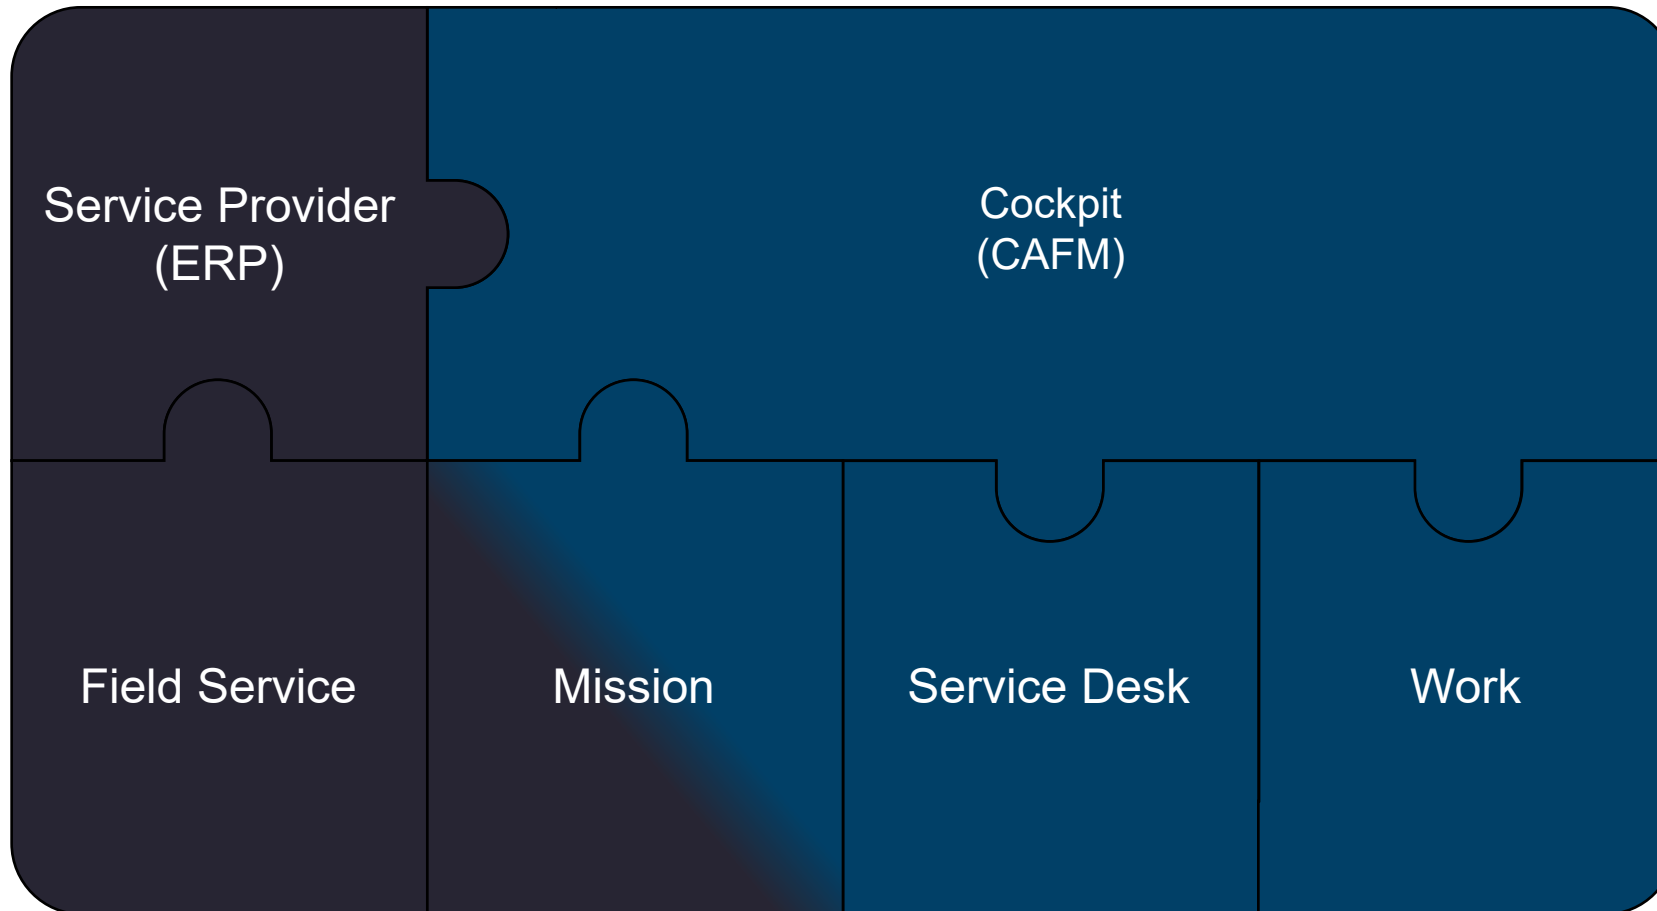 Service Provider
(ERP)
Cockpit
(CAFM)
Field Service
Mission
Service Desk
Work